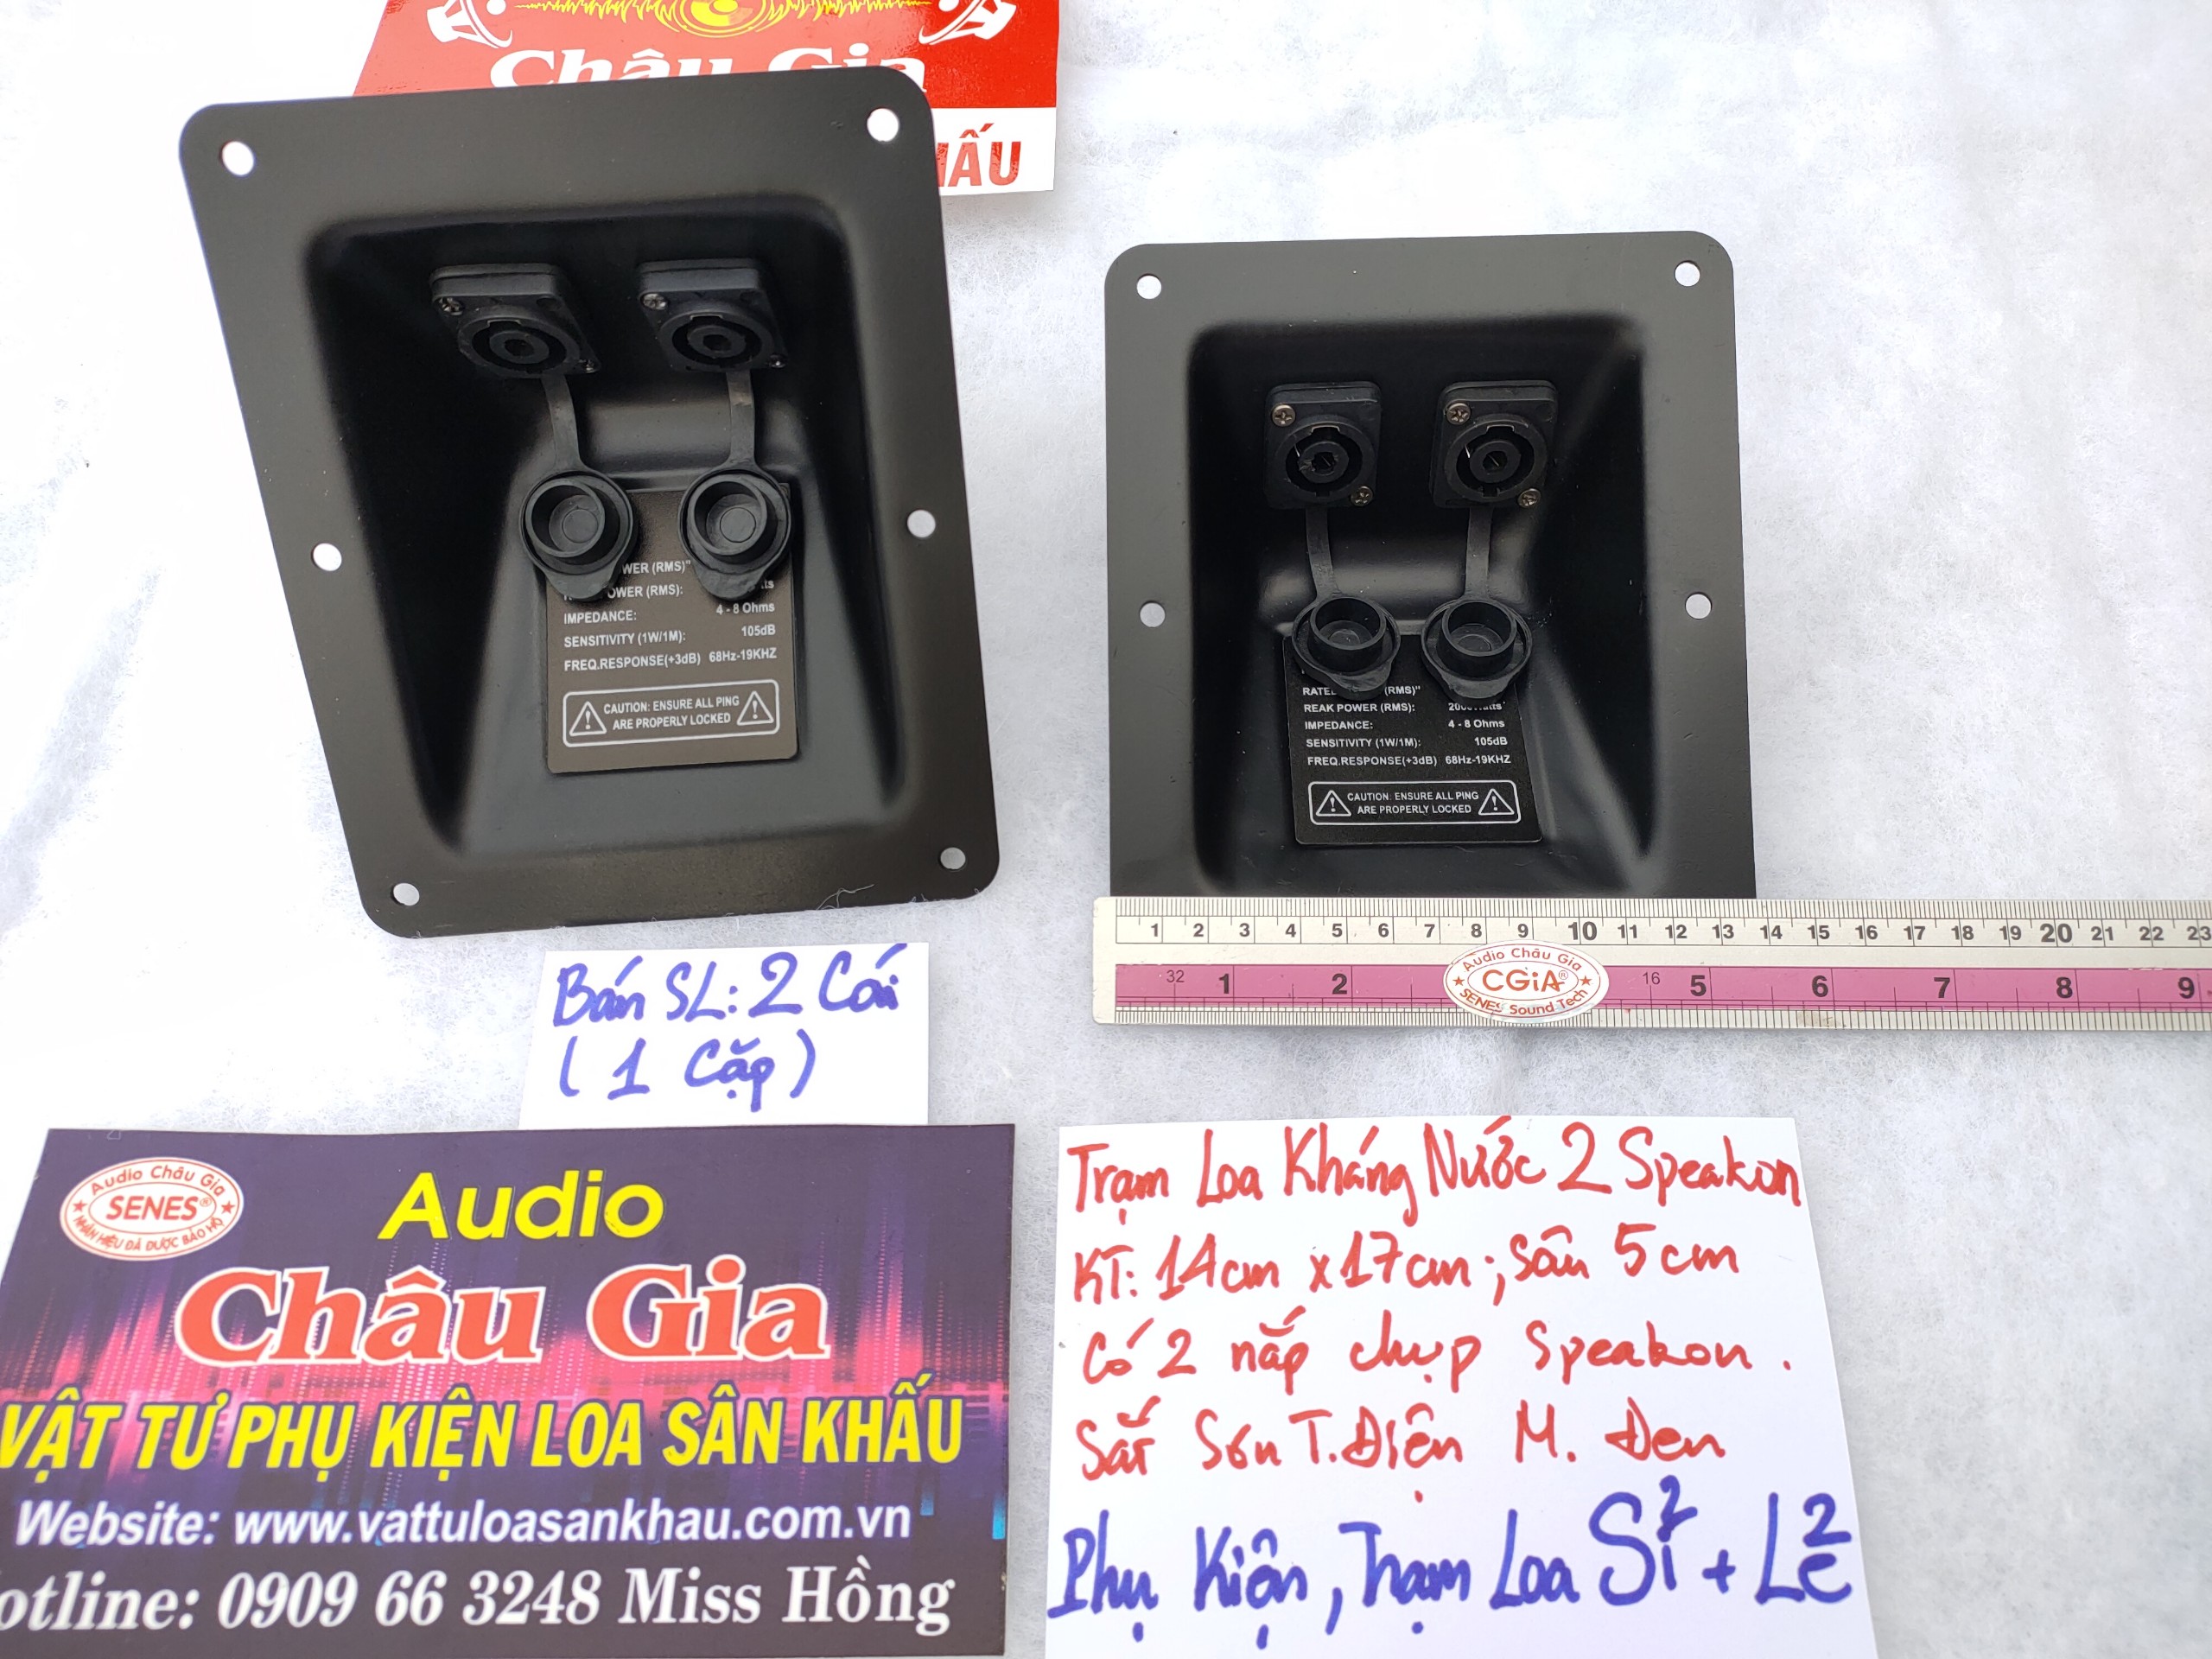 Châu Gia
HẤU
WER (RMS)"
OWER (RMS):
IMPEDANCE: 4 - 8 Ohms
SENSITIVITY (1W/1M): 105dB
FREQ.RESPONSE(+3dB) 68Hz-19KHZ
CAUTION: ENSURE ALL PING
ARE PROPERLY LOCKED
(RMS)"
REAK POWER (RMS):
IMPEDANCE: 4 - 8 Ohms
SENSITIVITY (1W/1M): 105dB
FREQ.RESPONSE(+3dB) 68Hz-19KHZ
CAUTION: ENSURE ALL PING
ARE PROPERLY LOCKED
1 2 3 4 5 6 7 8 9 10 11 12 13 14 15 16 17 18 19 20 21 22 23
32 1 2 16 5 6 7 8 9
Audio Châu Gia
CGiA®
SENES Sound Tech
Bán SL: 2 Cái
( 1 Cặp )
Audio Châu Gia
SENES®
NHÃN HIỆU ĐÃ ĐƯỢC BẢO HỘ
Audio
Châu Gia
VẬT TƯ PHỤ KIỆN LOA SÂN KHẤU
Website: www.vattuloasankhau.com.vn
otline: 0909 66 3248 Miss Hồng
Trạm Loa Kháng Nước 2 Speakon
KT: 14cm x 17cm; Sâu 5cm
Có 2 nắp chụp Speakon.
Sắt Sơn T.Điện M. Đen
Phụ Kiện, Trạm Loa Sỉ + Lẻ